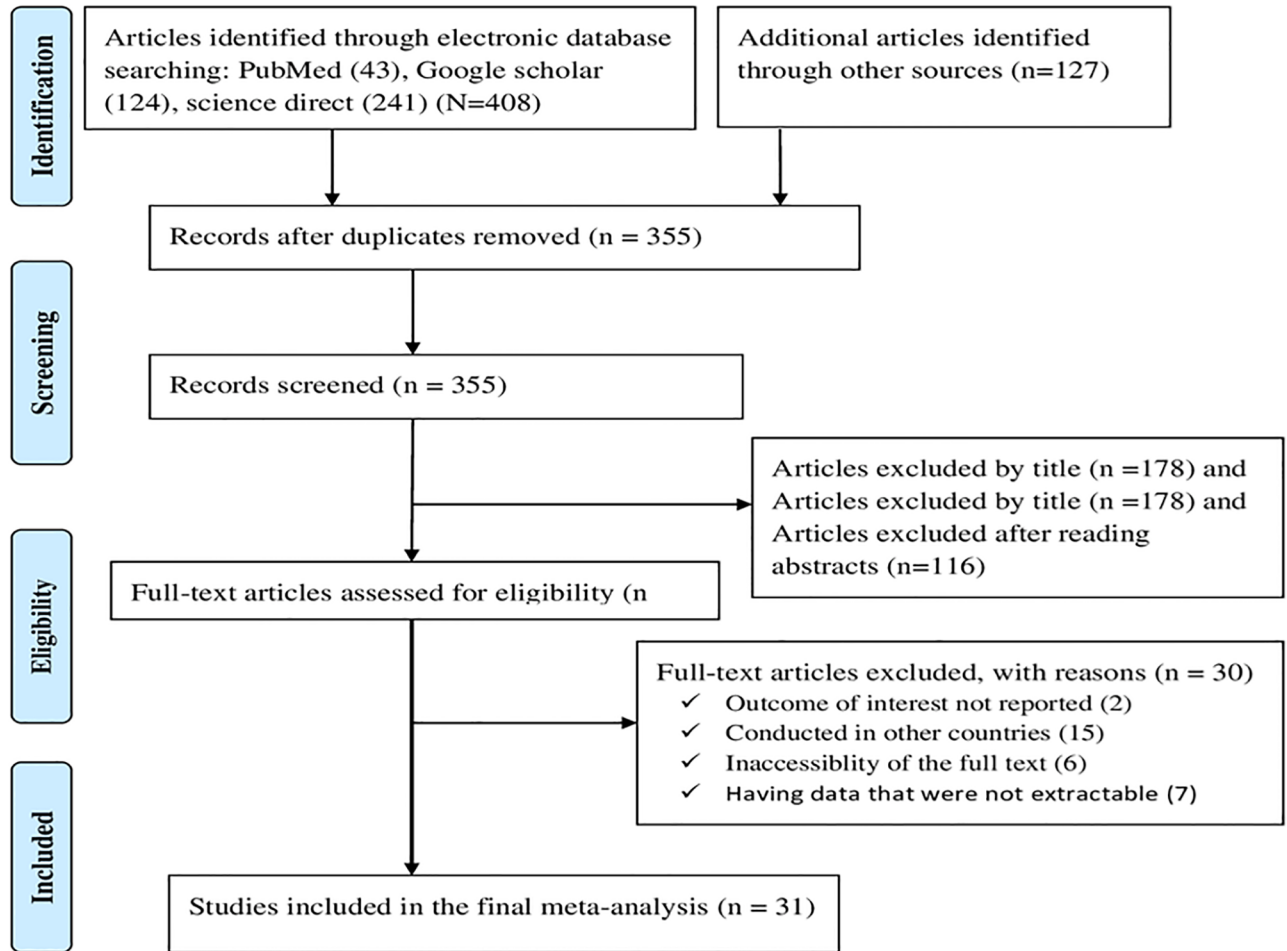 Identification
Articles identified through electronic database
searching: PubMed (43), Google scholar
(124), science direct (241) (N=408)
Additional articles identified
through other sources (n=127)
Records after duplicates removed (n = 355)
Screening
Records screened (n = 355)
Articles excluded by title (n =178) and
Articles excluded by title (n =178) and
Articles excluded after reading
abstracts (n=116)
Eligibility
Full-text articles assessed for eligibility (n
Full-text articles excluded, with reasons (n = 30)
✓ Outcome of interest not reported (2)
✓ Conducted in other countries (15)
✓ Inaccessiblity of the full text (6)
✓ Having data that were not extractable (7)
Included
Studies included in the final meta-analysis (n = 31)